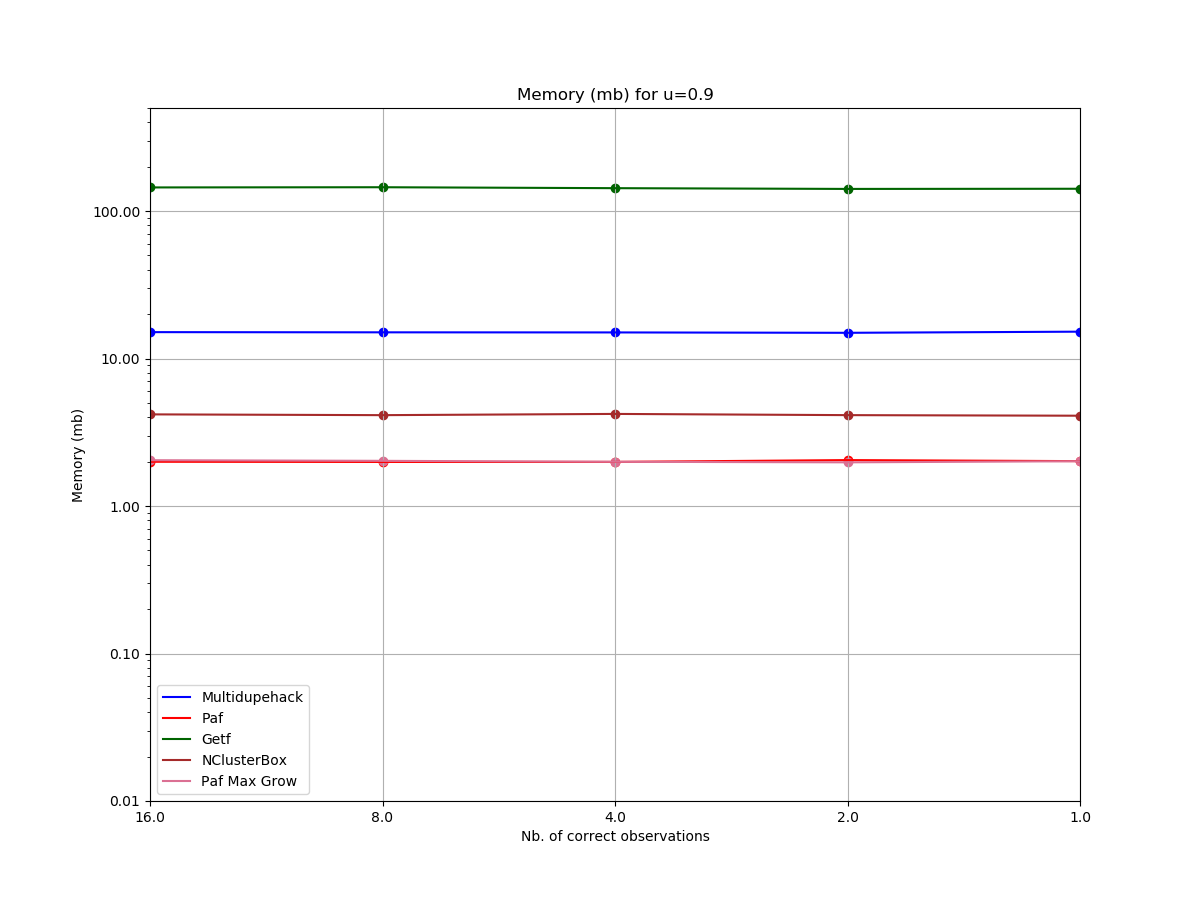 Memory (mb) for u=0.9
Memory (mb)
100.00
10.00
1.00
0.10
0.01
Multidupehack
Paf
Getf
NClusterBox
Paf Max Grow
16.0 8.0 4.0 2.0 1.0
Nb. of correct observations